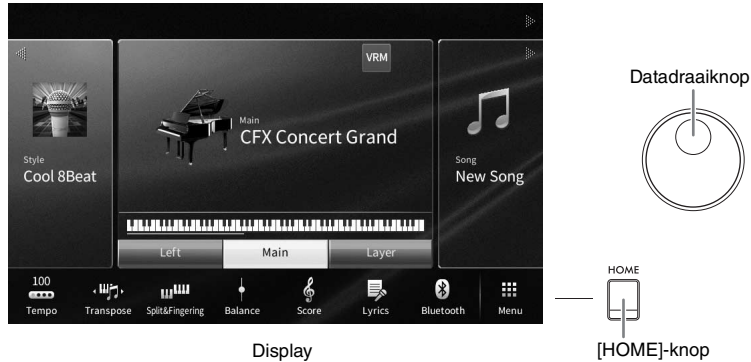 VRM
Datadraaiknop
Main
CFX Concert Grand
Style
Cool 8Beat
Song
New Song
Left
Main
Layer
HOME
100
Tempo
Transpose
Split&Fingering
Balance
Score
Lyrics
Bluetooth
Menu
Display
[HOME]-knop